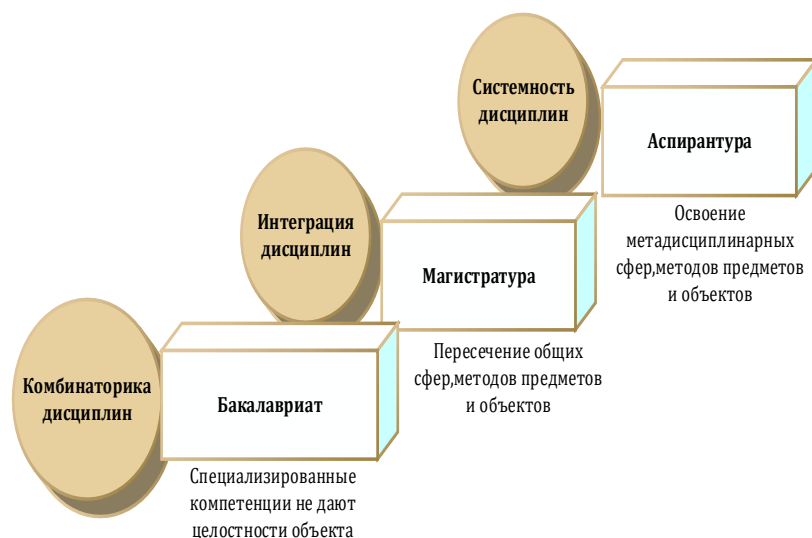 Системность
дисциплин
Аспирантура
Освоение
метадисциплинарных
сфер,методов предметов
и объектов
Интеграция
дисциплин
Магистратура
Пересечение общих
сфер,методов предметов
и объектов
Комбинаторика
дисциплин
Бакалавриат
Специализированные
компетенции не дают
целостности объекта